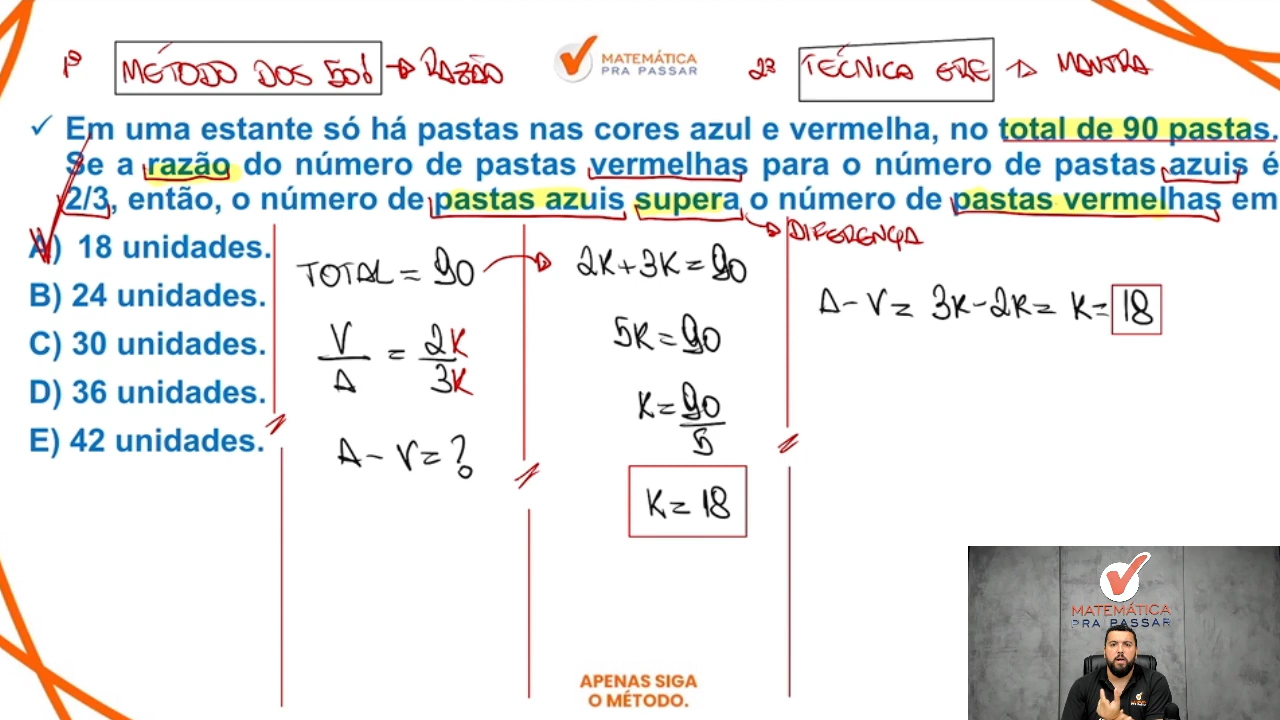 1º MÉTODO DOS 50% → RAZÃO
MATEMÁTICA
PRA PASSAR
2ª TÉCNICA ERE → MANTRA
✓ Em uma estante só há pastas nas cores azul e vermelha, no total de 90 pastas.
Se a razão do número de pastas vermelhas para o número de pastas azuis é
2/3, então, o número de pastas azuis supera o número de pastas vermelhas em
→ DIFERENÇA
A) 18 unidades.
B) 24 unidades.
C) 30 unidades.
D) 36 unidades.
E) 42 unidades.
TOTAL = 90
V/A = 2K/3K
A - V = ?
2K + 3K = 90
5K = 90
K = 90/5
K = 18
A - V = 3K - 2K = K = 18
MATEMÁTICA
PRA PASSAR
APENAS SIGA
O MÉTODO.